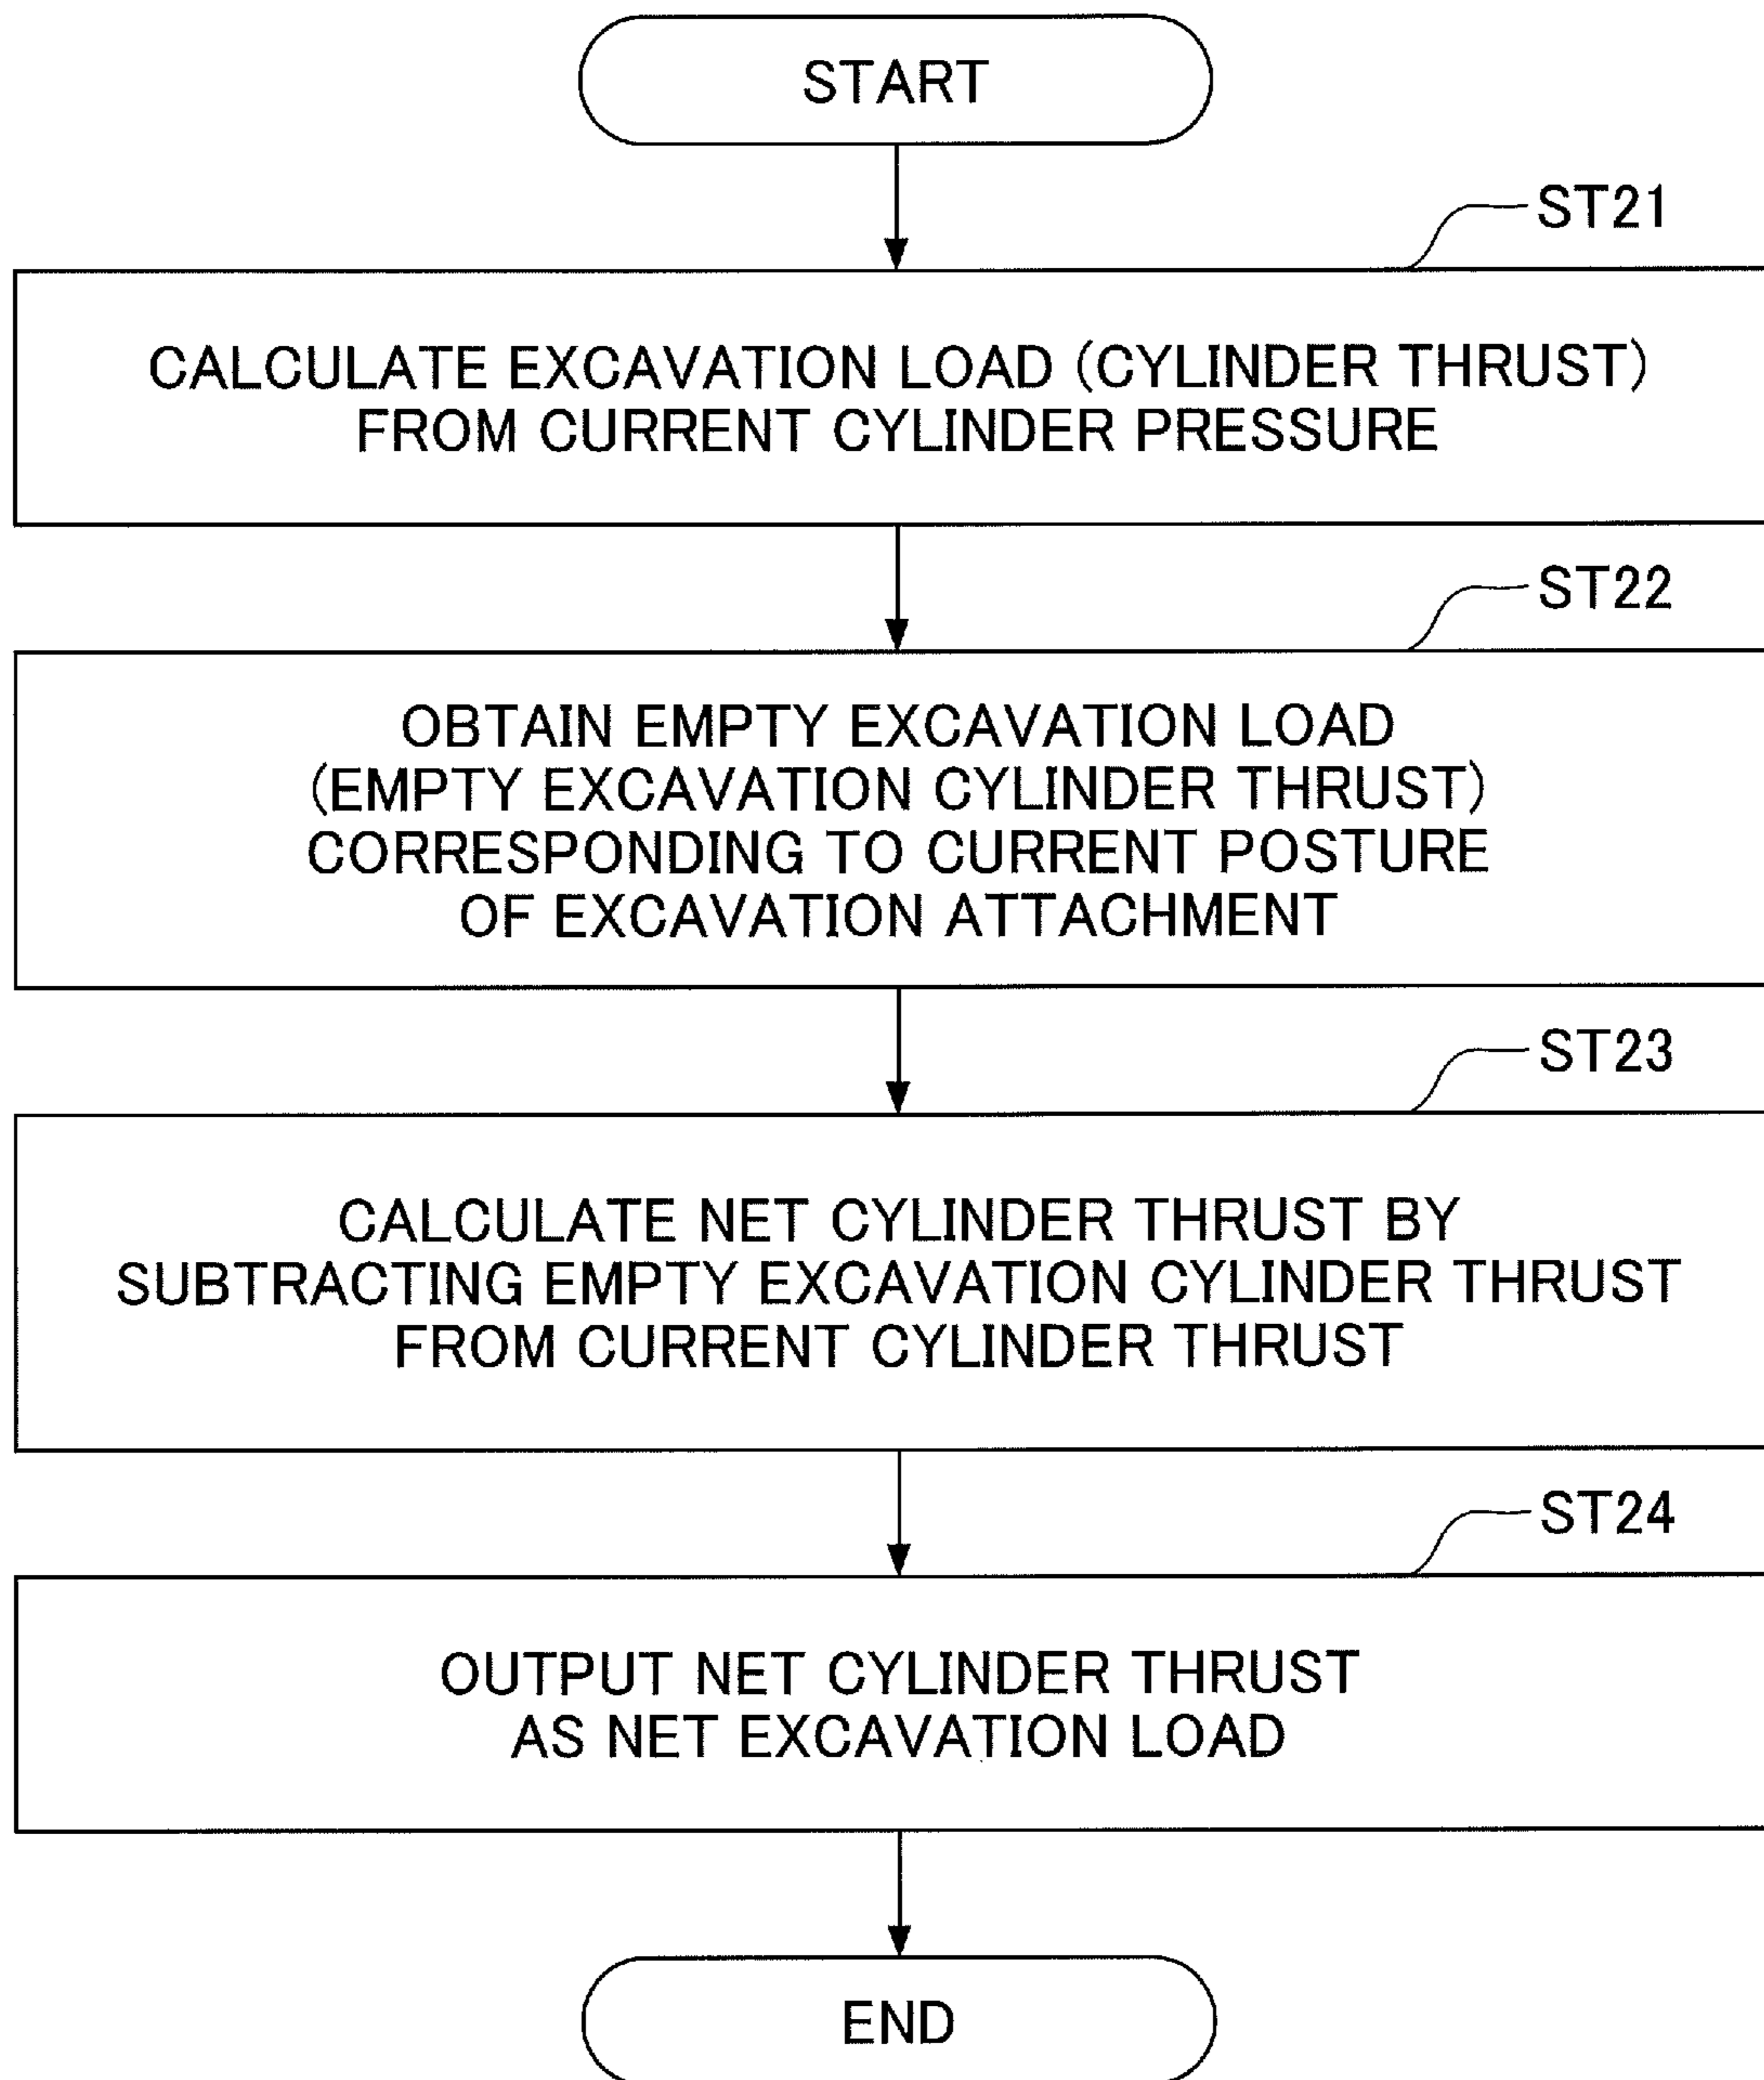 START
ST21
CALCULATE EXCAVATION LOAD (CYLINDER THRUST)
FROM CURRENT CYLINDER PRESSURE
ST22
OBTAIN EMPTY EXCAVATION LOAD
(EMPTY EXCAVATION CYLINDER THRUST)
CORRESPONDING TO CURRENT POSTURE
OF EXCAVATION ATTACHMENT
ST23
CALCULATE NET CYLINDER THRUST BY
SUBTRACTING EMPTY EXCAVATION CYLINDER THRUST
FROM CURRENT CYLINDER THRUST
ST24
OUTPUT NET CYLINDER THRUST
AS NET EXCAVATION LOAD
END